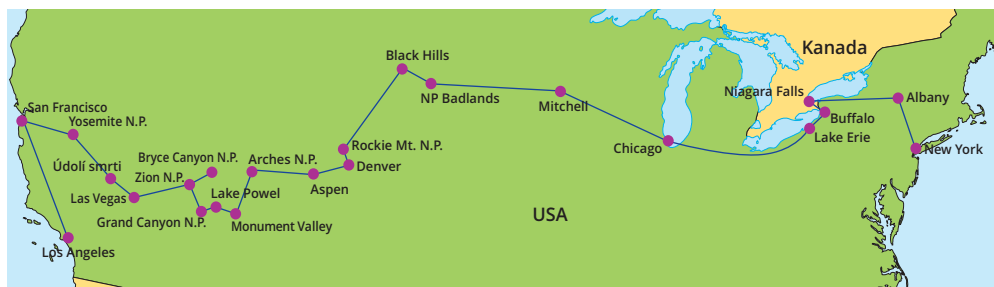 Kanada
Black Hills
NP Badlands
Niagara Falls
Albany
Mitchell
San Francisco
Yosemite N.P.
Buffalo
Lake Erie
Chicago
New York
Rockie Mt. N.P.
Bryce Canyon N.P.
Arches N.P.
Údolí smrti
Zion N.P.
Denver
Aspen
Las Vegas
Lake Powel
Grand Canyon N.P.
Monument Valley
USA
Los Angeles